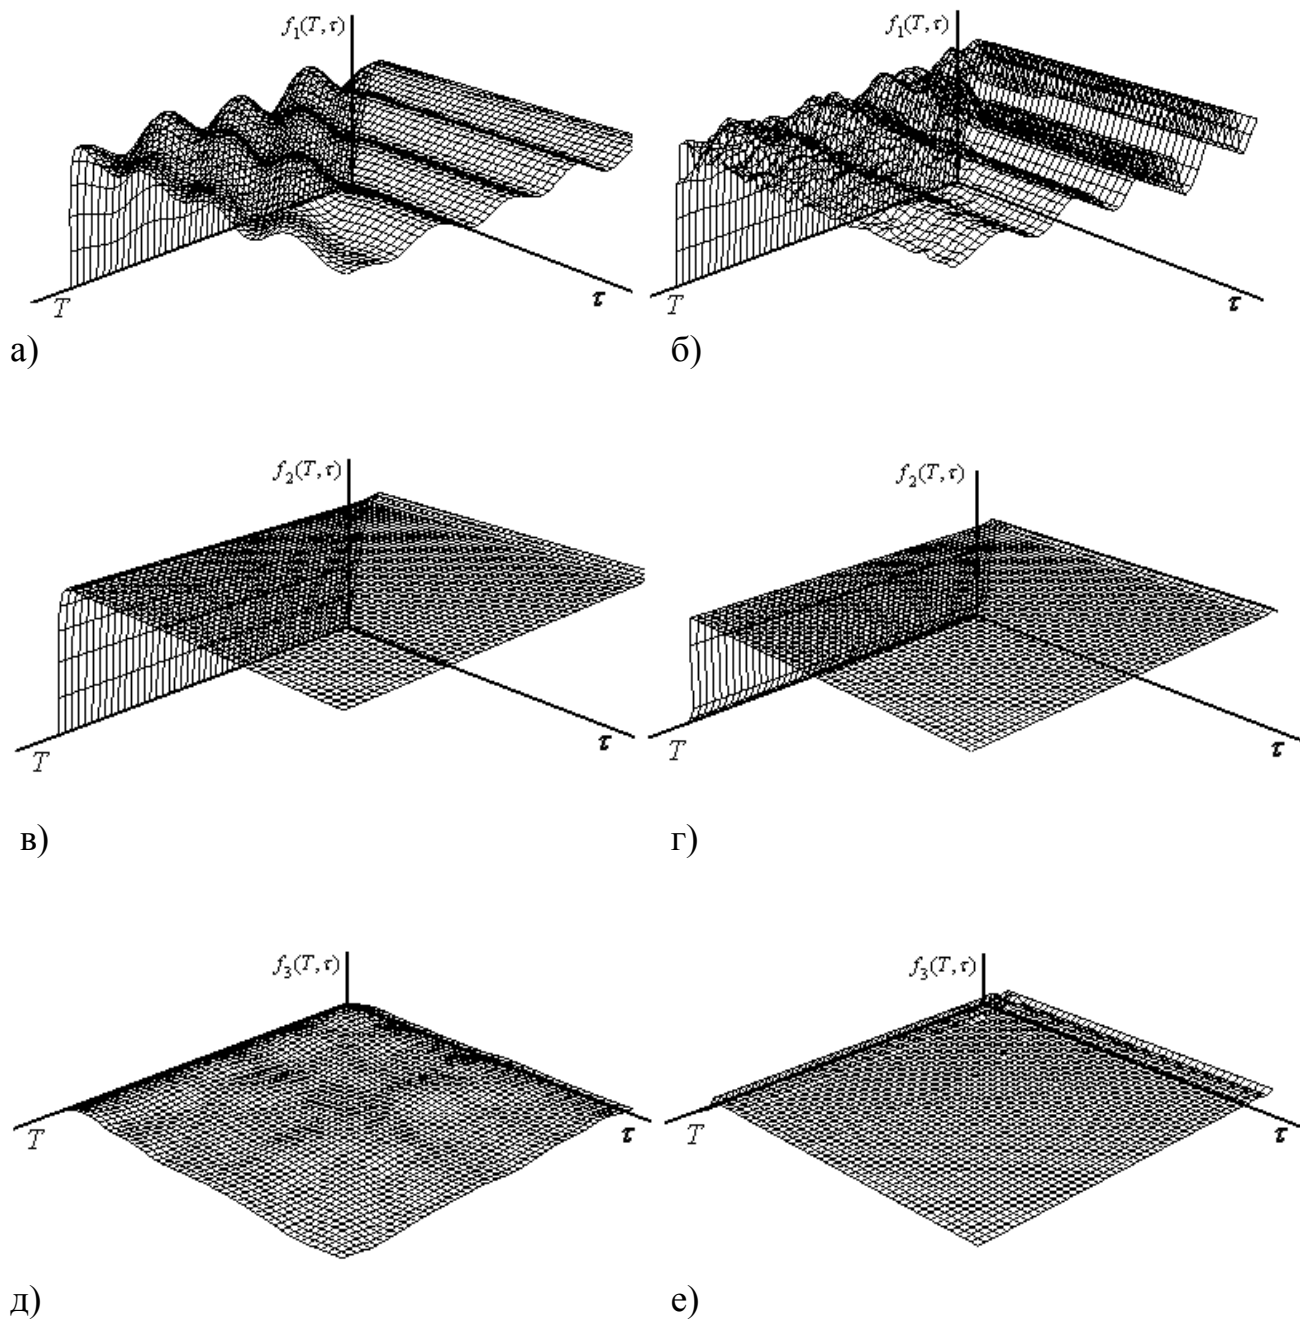 f₁(T,τ)
f₁(T,τ)
T
τ
T
τ
а)
б)
f₂(T,τ)
f₂(T,τ)
T
τ
T
τ
в)
г)
f₃(T,τ)
f₃(T,τ)
T
τ
T
τ
д)
е)